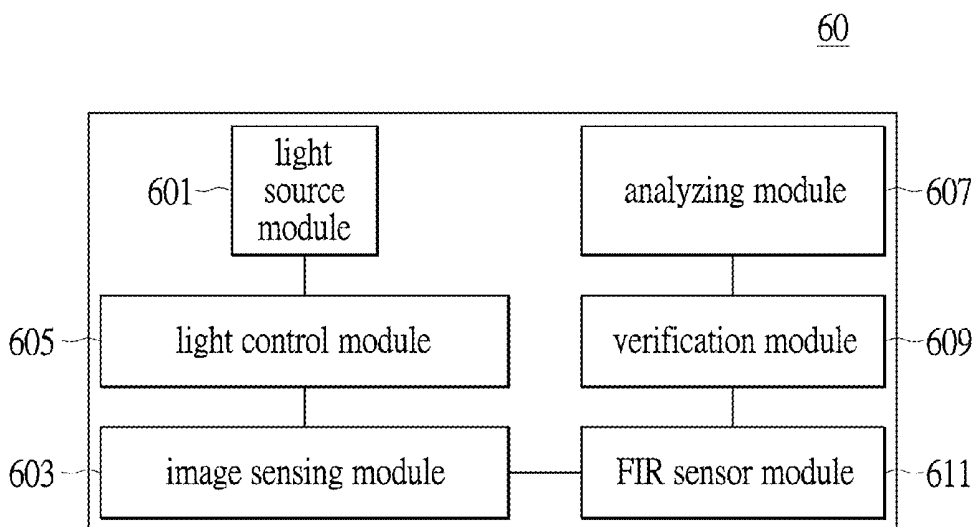 60
light
source
module
601
analyzing module
607
605
light control module
verification module
609
603
image sensing module
FIR sensor module
611